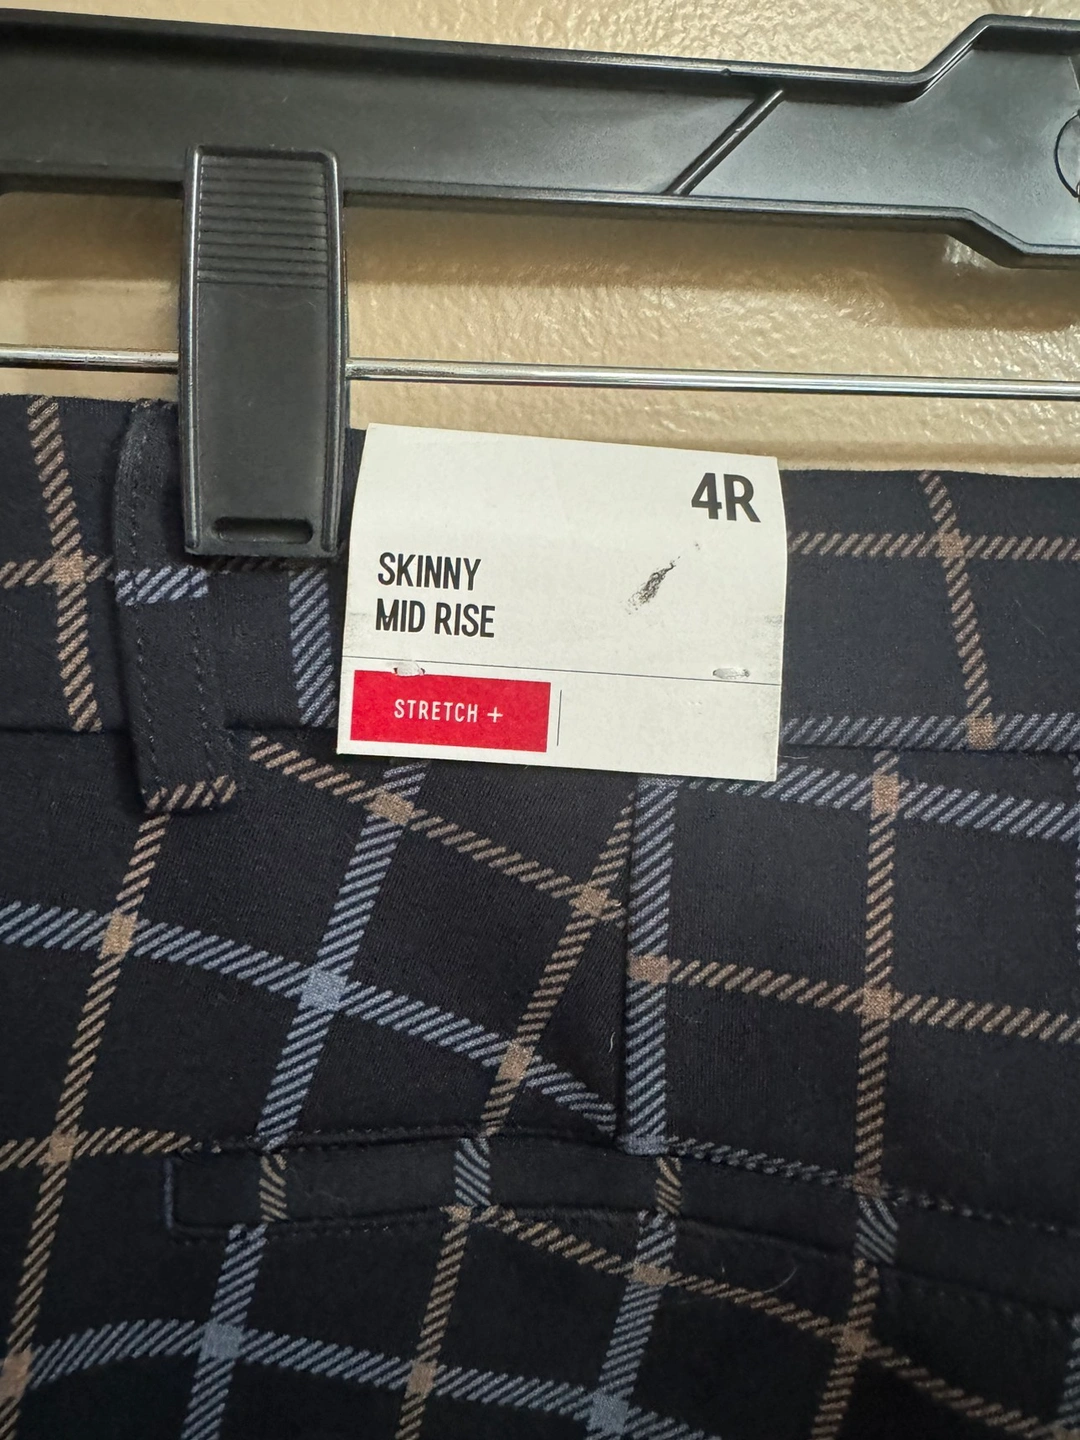 4R
SKINNY
MID RISE
STRETCH +